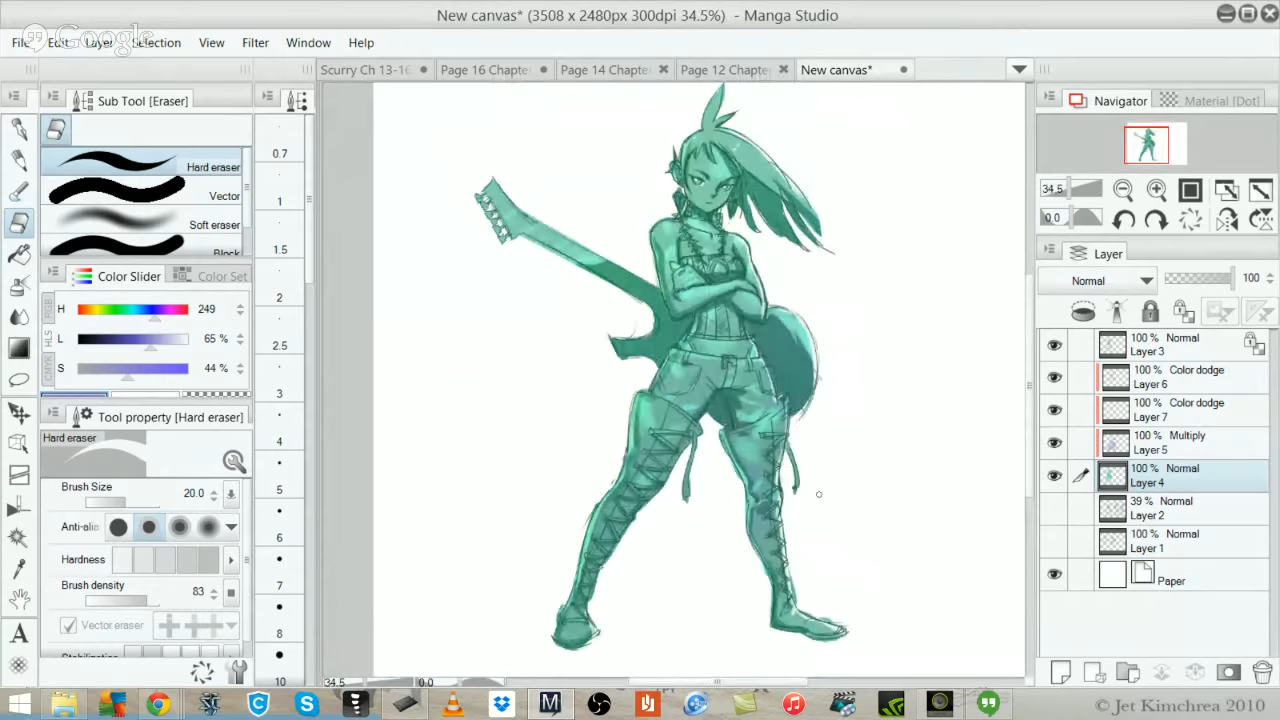 New canvas* (3508 x 2480px 300dpi 34.5%) - Manga Studio
File Edit Layer Selection View Filter Window Help
Google
Scurry Ch 13-16 Page 16 Chapte Page 14 Chapte Page 12 Chapte New canvas*
Sub Tool [Eraser]
Hard eraser
Vector
Soft eraser
Block
Color Slider Color Set
RGB
HLS
CMYK
H 249
L 65 %
S 44 %
Tool property [Hard eraser]
Hard eraser
Brush Size 20.0
Anti-alia
Hardness
Brush density 83
Vector eraser
0.7
1
1.5
2
2.5
3
4
5
6
7
8
10
34.5 0.0
Navigator Material [Dot]
34.5
0.0
Layer
Normal 100
100 % Normal
Layer 3
100 % Color dodge
Layer 6
100 % Color dodge
Layer 7
100 % Multiply
Layer 5
100 % Normal
Layer 4
39 % Normal
Layer 2
100 % Normal
Layer 1
Paper
A
© Jet Kimchrea 2010